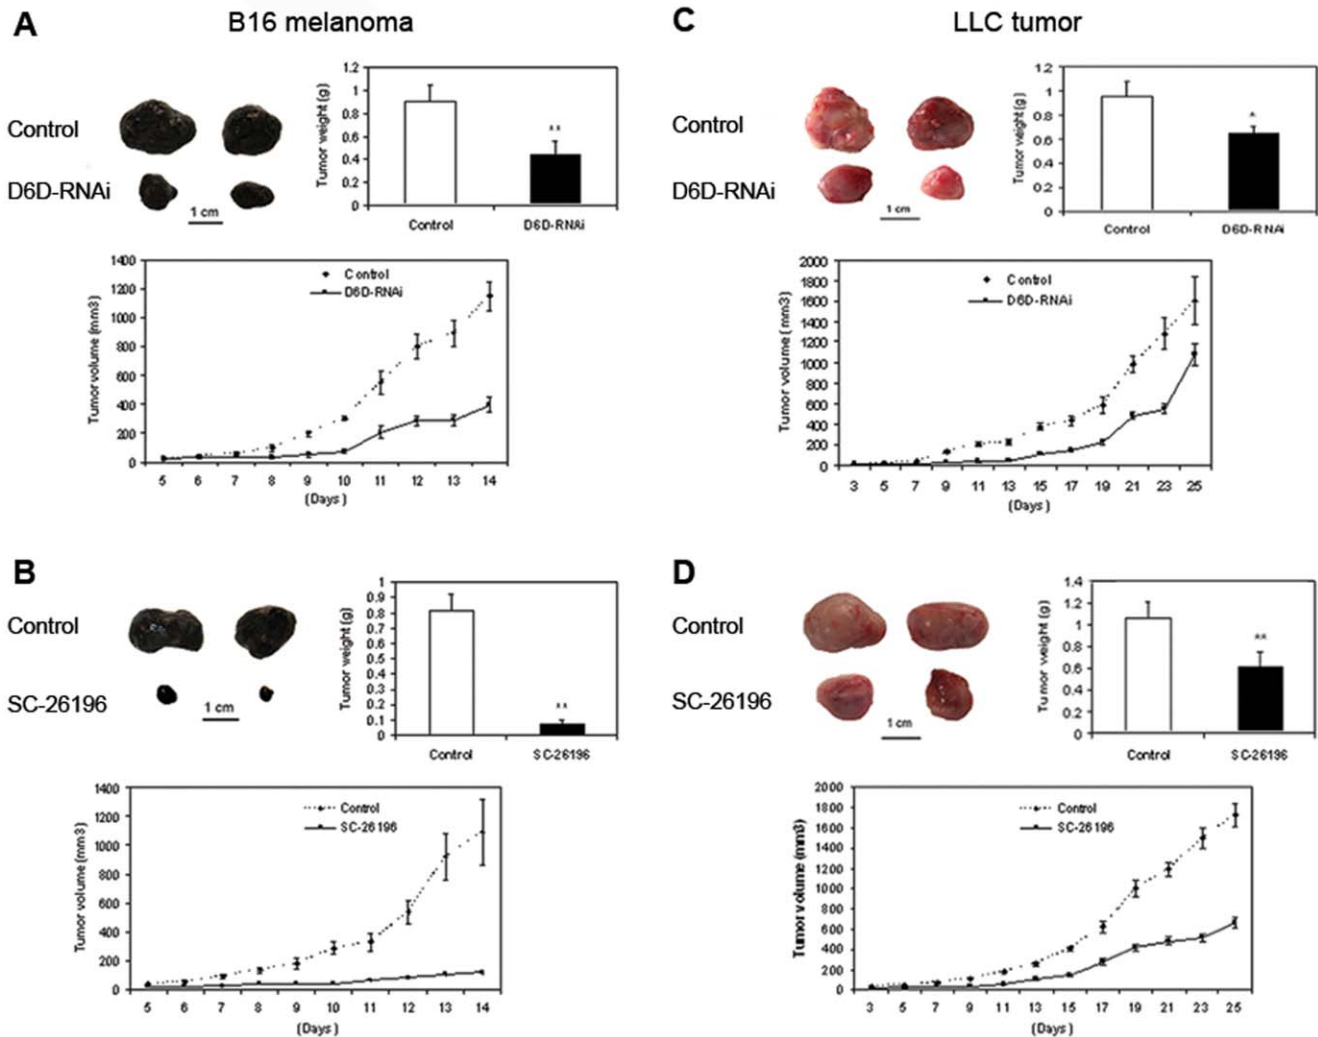 A
B16 melanoma
Control
D6D-RNAi
1 cm
Tumor weight (g)
1.2
1
0.8
0.6
0.4
0.2
0
**
Control
D6D-RNAi
Tumor volume (mm3)
1400
1200
1000
800
600
400
200
0
Control
D6D-RNAi
5 6 7 8 9 10 11 12 13 14
(Days)
B
Control
SC-26196
1 cm
Tumor weight (g)
1
0.9
0.8
0.7
0.6
0.5
0.4
0.3
0.2
0.1
0
**
Control
SC-26196
Tumor volume (mm3)
1400
1200
1000
800
600
400
200
0
Control
SC-26196
5 6 7 8 9 10 11 12 13 14
(Days)
C
LLC tumor
Control
D6D-RNAi
1 cm
Tumor weight (g)
1.2
1
0.8
0.6
0.4
0.2
0
*
Control
D6D-RNAi
Tumor volume (mm3)
2000
1800
1600
1400
1200
1000
800
600
400
200
0
Control
D6D-RNAi
3 5 7 9 11 13 15 17 19 21 23 25
(Days)
D
Control
SC-26196
1 cm
Tumor weight (g)
1.4
1.2
1
0.8
0.6
0.4
0.2
0
**
Control
SC-26196
Tumor volume (mm3)
2000
1800
1600
1400
1200
1000
800
600
400
200
0
Control
SC-26196
3 5 7 9 11 13 15 17 19 21 23 25
(Days)